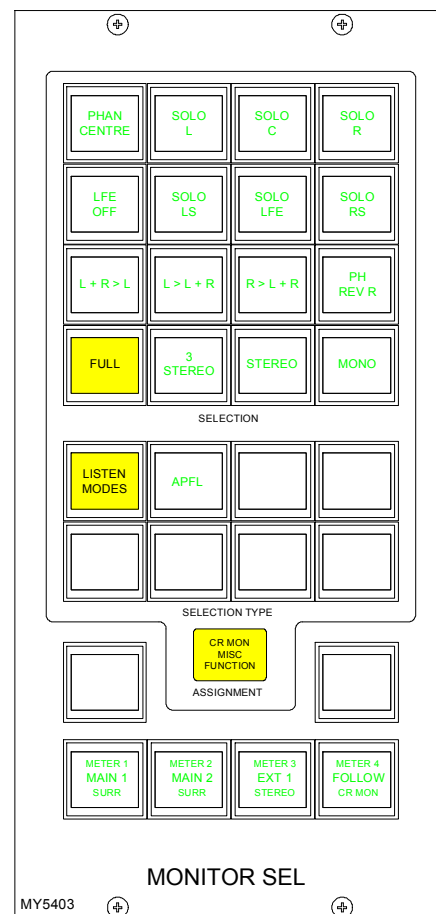 PHAN
CENTRE
SOLO
L
SOLO
C
SOLO
R
LFE
OFF
SOLO
LS
SOLO
LFE
SOLO
RS
L + R > L
L > L + R
R > L + R
PH
REV R
FULL
3
STEREO
STEREO
MONO
SELECTION
LISTEN
MODES
APFL
SELECTION TYPE
CR MON
MISC
FUNCTION
ASSIGNMENT
METER 1
MAIN 1
SURR
METER 2
MAIN 2
SURR
METER 3
EXT 1
STEREO
METER 4
FOLLOW
CR MON
MONITOR SEL
MY5403